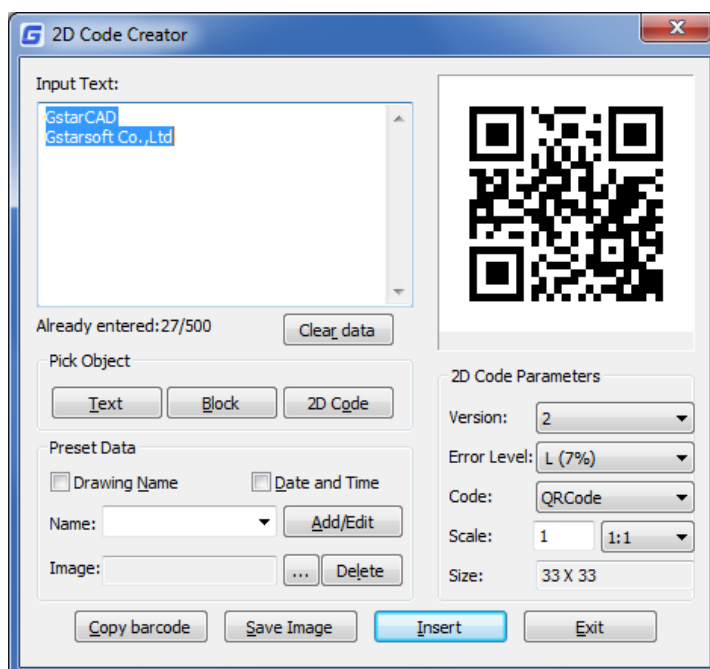 2D Code Creator
Input Text:
GstarCAD
Gstarsoft Co.,Ltd
Already entered:27/500
Clear data
Pick Object
Text
Block
2D Code
Preset Data
Drawing Name
Date and Time
Name:
Add/Edit
Image:
...
Delete
2D Code Parameters
Version: 2
Error Level: L (7%)
Code: QRCode
Scale: 1 1:1
Size: 33 X 33
Copy barcode
Save Image
Insert
Exit